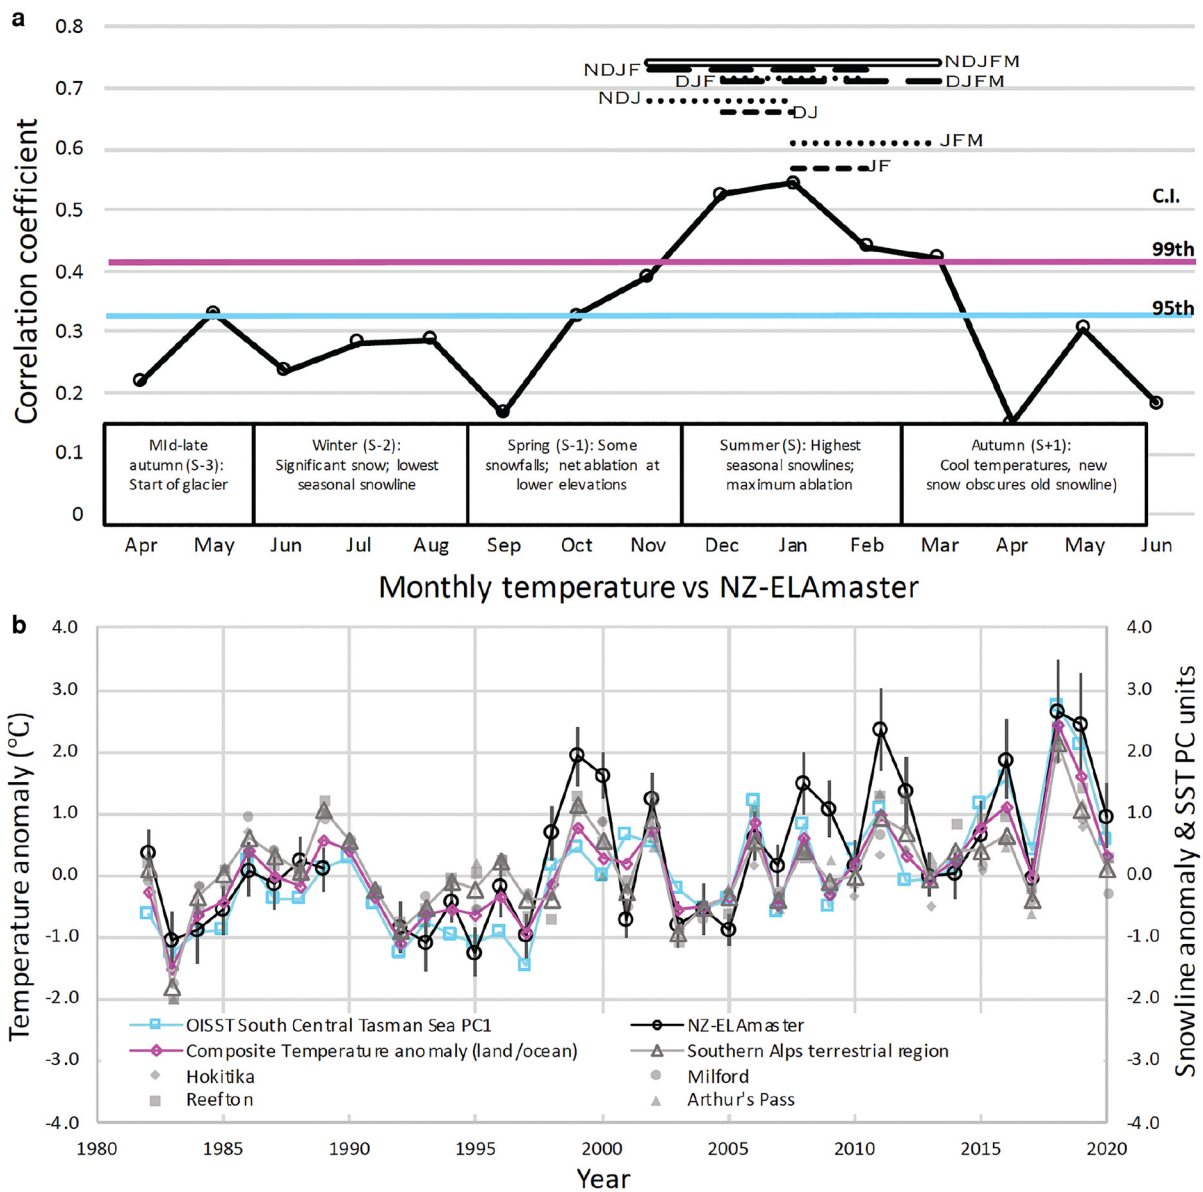 a
0.8
0.7
0.6
0.5
0.4
0.3
0.2
0.1
0
Correlation coefficient
NDJFM
NDJF
DJF
DJFM
NDJ
DJ
JFM
JF
C.I.
99th
95th
MId-late
autumn (S-3):
Start of glacier
Winter (S-2):
Significant snow; lowest
seasonal snowline
Spring (S-1): Some
snowfalls; net ablation at
lower elevations
Summer (S): Highest
seasonal snowlines;
maximum ablation
Autumn (S+1):
Cool temperatures, new
snow obscures old snowline)
Apr May Jun Jul Aug Sep Oct Nov Dec Jan Feb Mar Apr May Jun
Monthly temperature vs NZ-ELAmaster
b
4.0
3.0
2.0
1.0
0.0
-1.0
-2.0
-3.0
-4.0
Temperature anomaly (°C)
4.0
3.0
2.0
1.0
0.0
-1.0
-2.0
-3.0
-4.0
Snowline anomaly & SST PC units
OISST South Central Tasman Sea PC1
NZ-ELAmaster
Composite Temperature anomaly (land/ocean)
Southern Alps terrestrial region
Hokitika
Milford
Reefton
Arthur's Pass
1980 1985 1990 1995 2000 2005 2010 2015 2020
Year